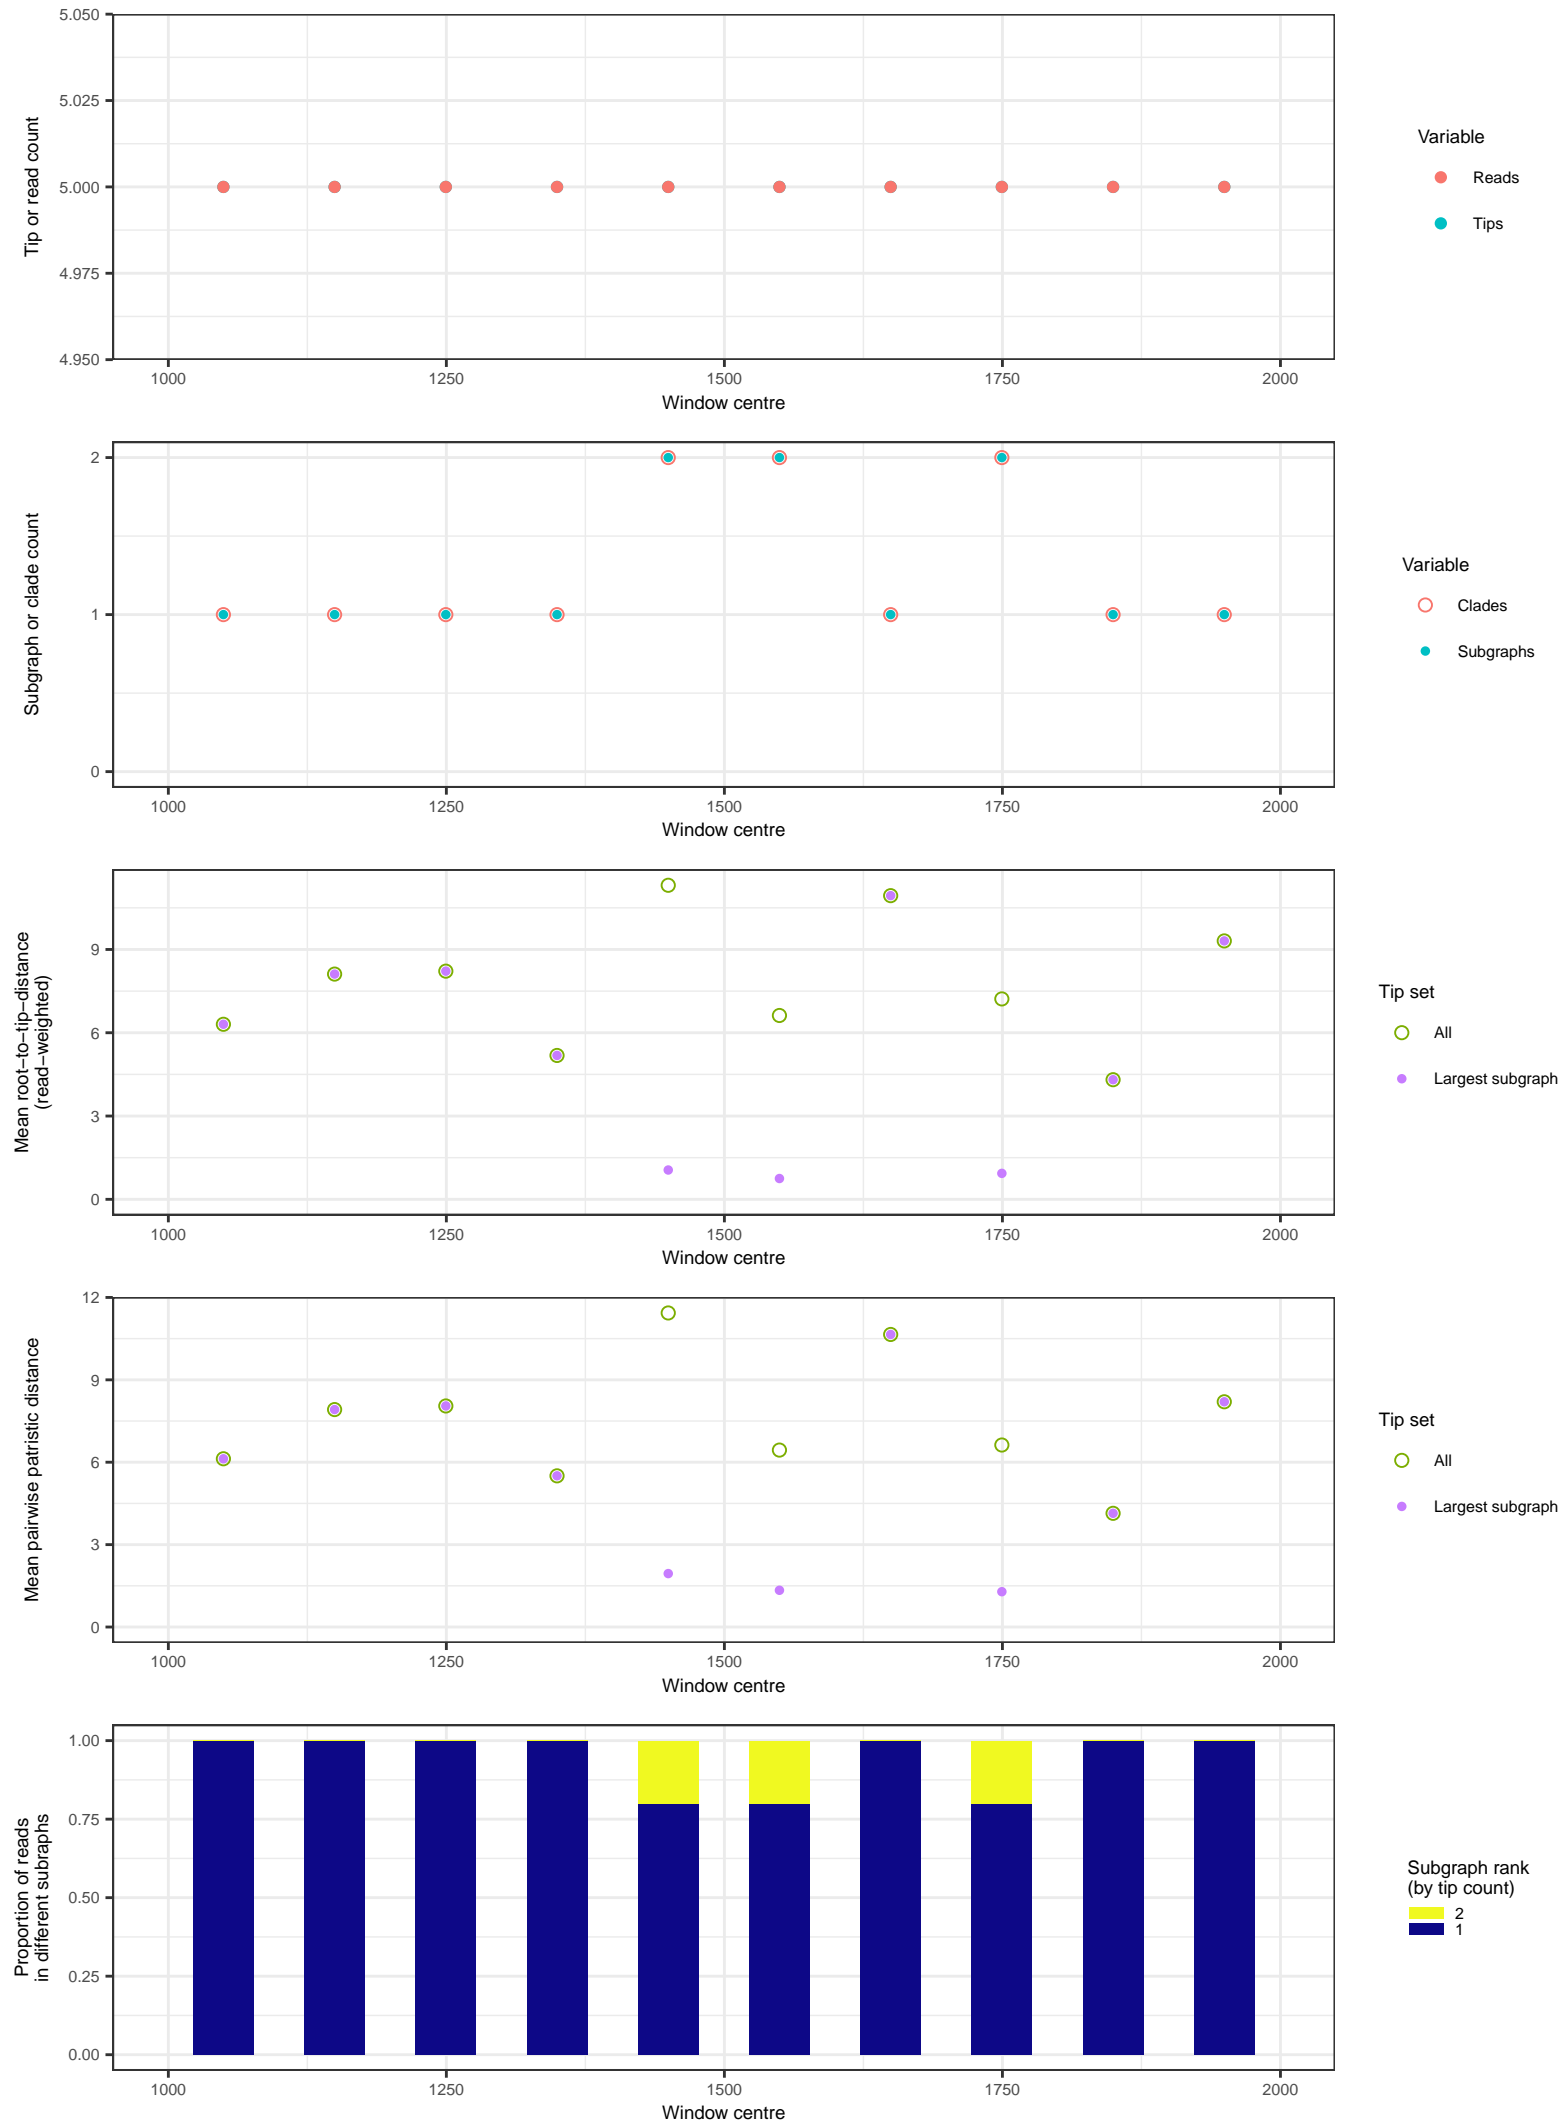 5.050
5.025
5.000
4.975
4.950
Tip or read count
1000 1250 1500 1750 2000
Window centre
Variable
Reads
Tips
2
1
0
Subgraph or clade count
1000 1250 1500 1750 2000
Window centre
Variable
Clades
Subgraphs
9
6
3
0
Mean root−to−tip−distance
(read−weighted)
1000 1250 1500 1750 2000
Window centre
Tip set
All
Largest subgraph
12
9
6
3
0
Mean pairwise patristic distance
1000 1250 1500 1750 2000
Window centre
Tip set
All
Largest subgraph
1.00
0.75
0.50
0.25
0.00
Proportion of reads
in different subraphs
1000 1250 1500 1750 2000
Window centre
Subgraph rank
(by tip count)
2
1